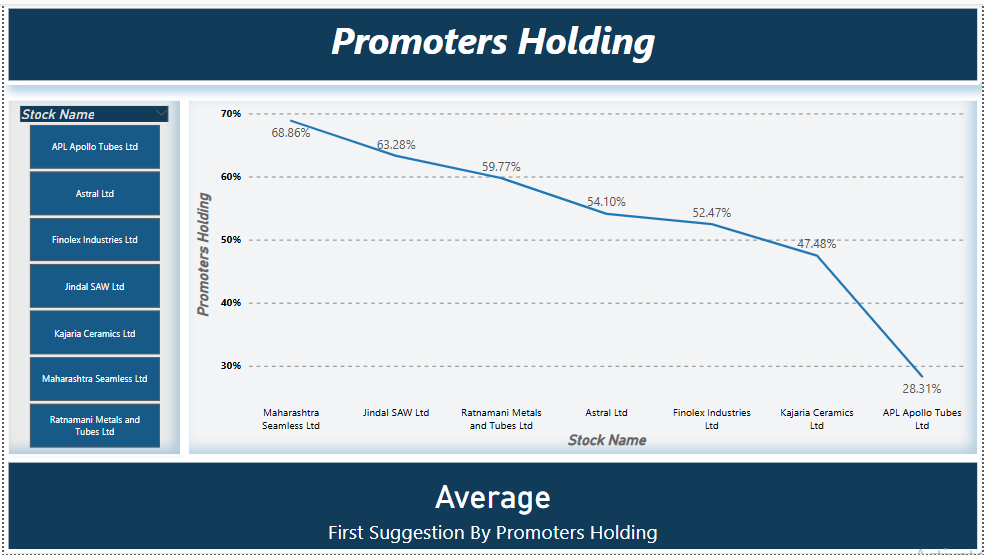 Promoters Holding
Stock Name
APL Apollo Tubes Ltd
Astral Ltd
Finolex Industries Ltd
Jindal SAW Ltd
Kajaria Ceramics Ltd
Maharashtra Seamless Ltd
Ratnamani Metals and
Tubes Ltd
Promoters Holding
70%
60%
50%
40%
30%
68.86%
63.28%
59.77%
54.10%
52.47%
47.48%
28.31%
Maharashtra
Seamless Ltd
Jindal SAW Ltd
Ratnamani Metals
and Tubes Ltd
Astral Ltd
Finolex Industries
Ltd
Kajaria Ceramics
Ltd
APL Apollo Tubes
Ltd
Stock Name
Average
First Suggestion By Promoters Holding